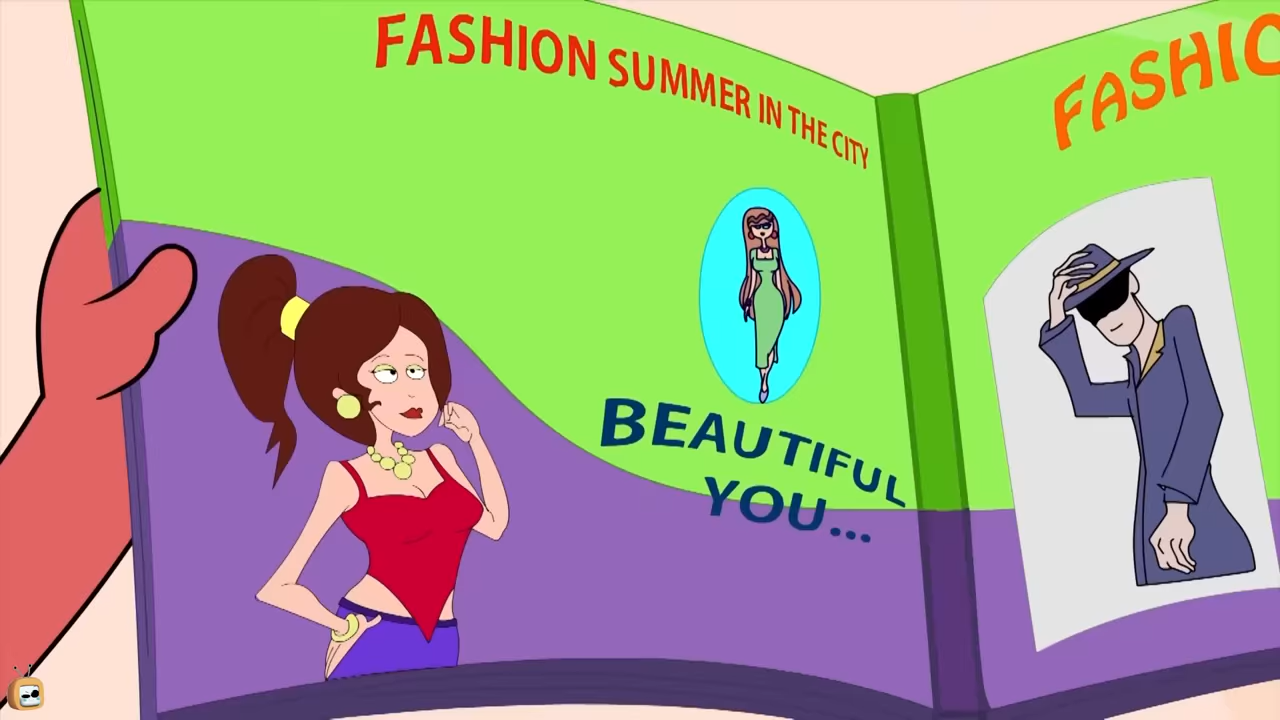 FASHION SUMMER IN THE CITY
BEAUTIFUL
YOU...
FASHIO